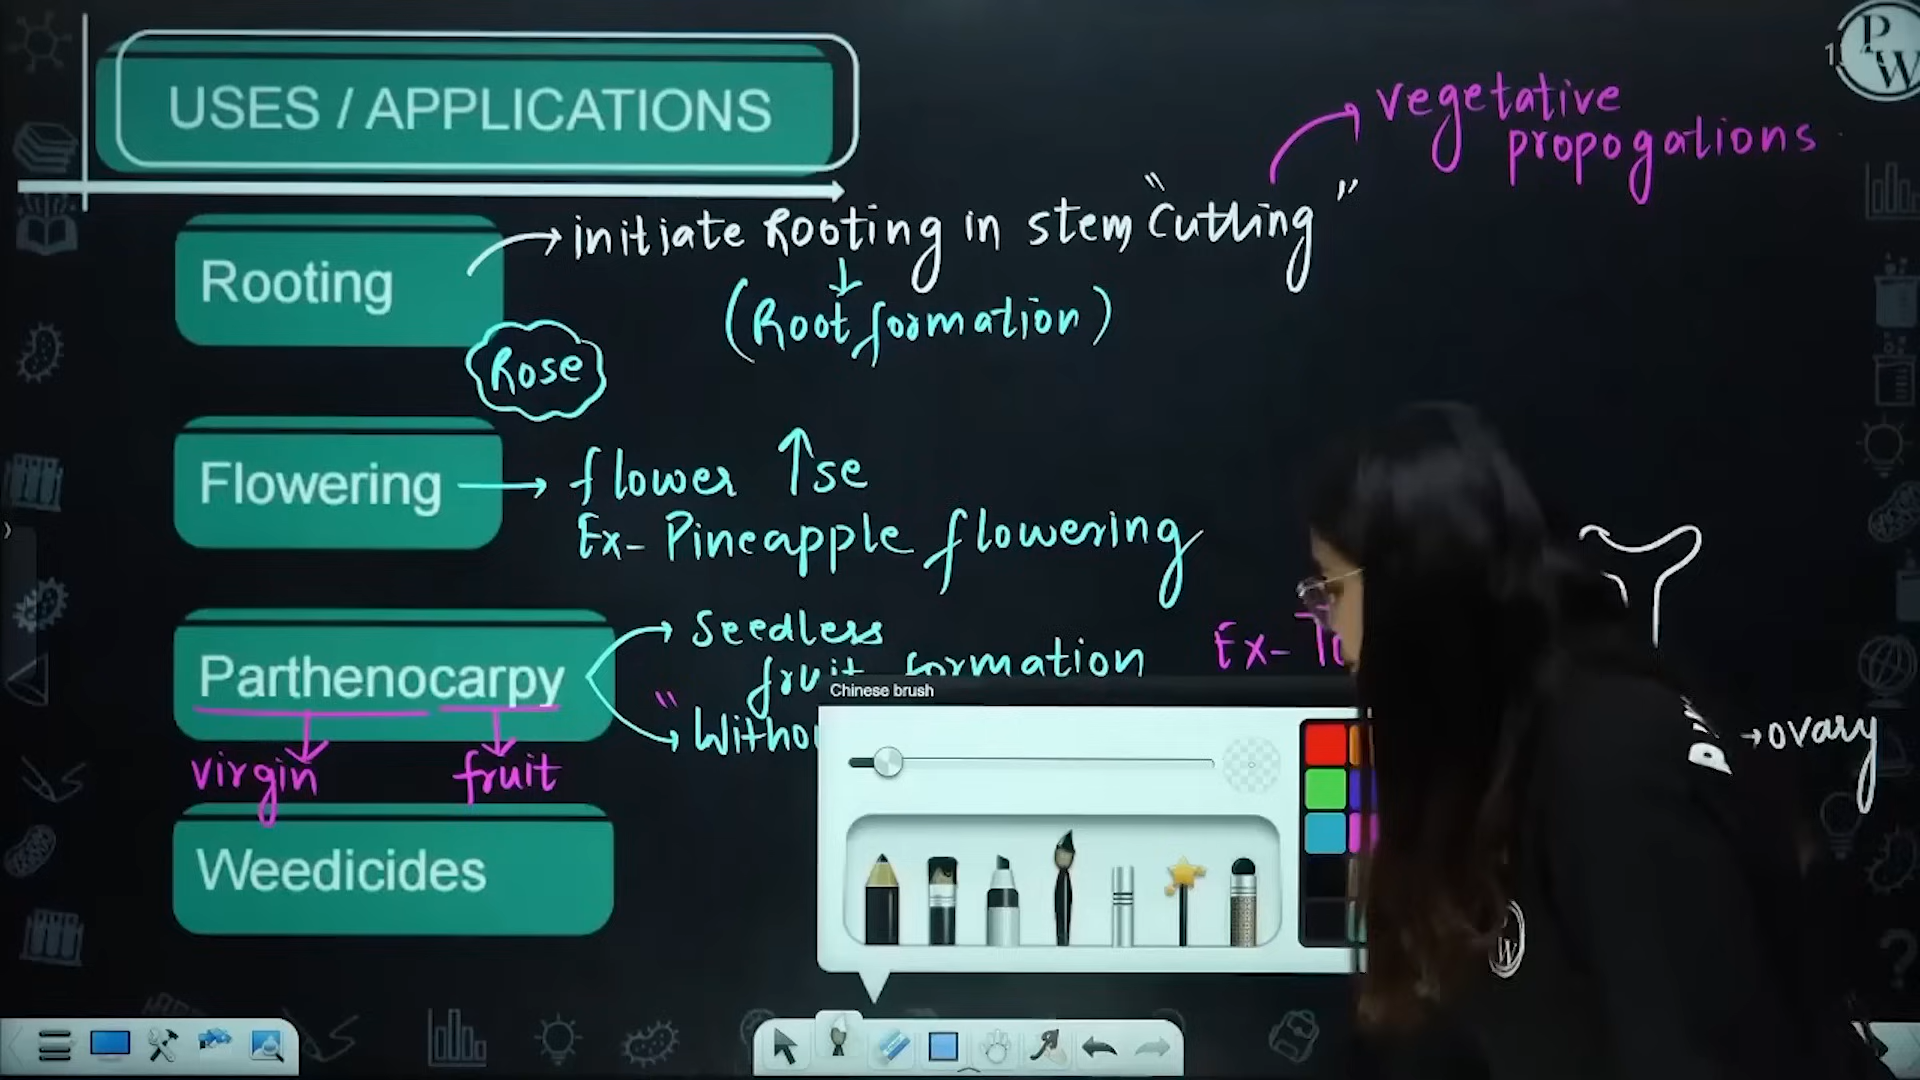 USES / APPLICATIONS
P
W
vegetative
propogations
Rooting
initiate Rooting in stem "Cutting"
(Root formation)
Rose
Flowering
flower ↑se
Ex- Pineapple flowering
Parthenocarpy
Seedless
fruit formation
Ex-
virgin
fruit
ovary
Weedicides
Chinese brush
W